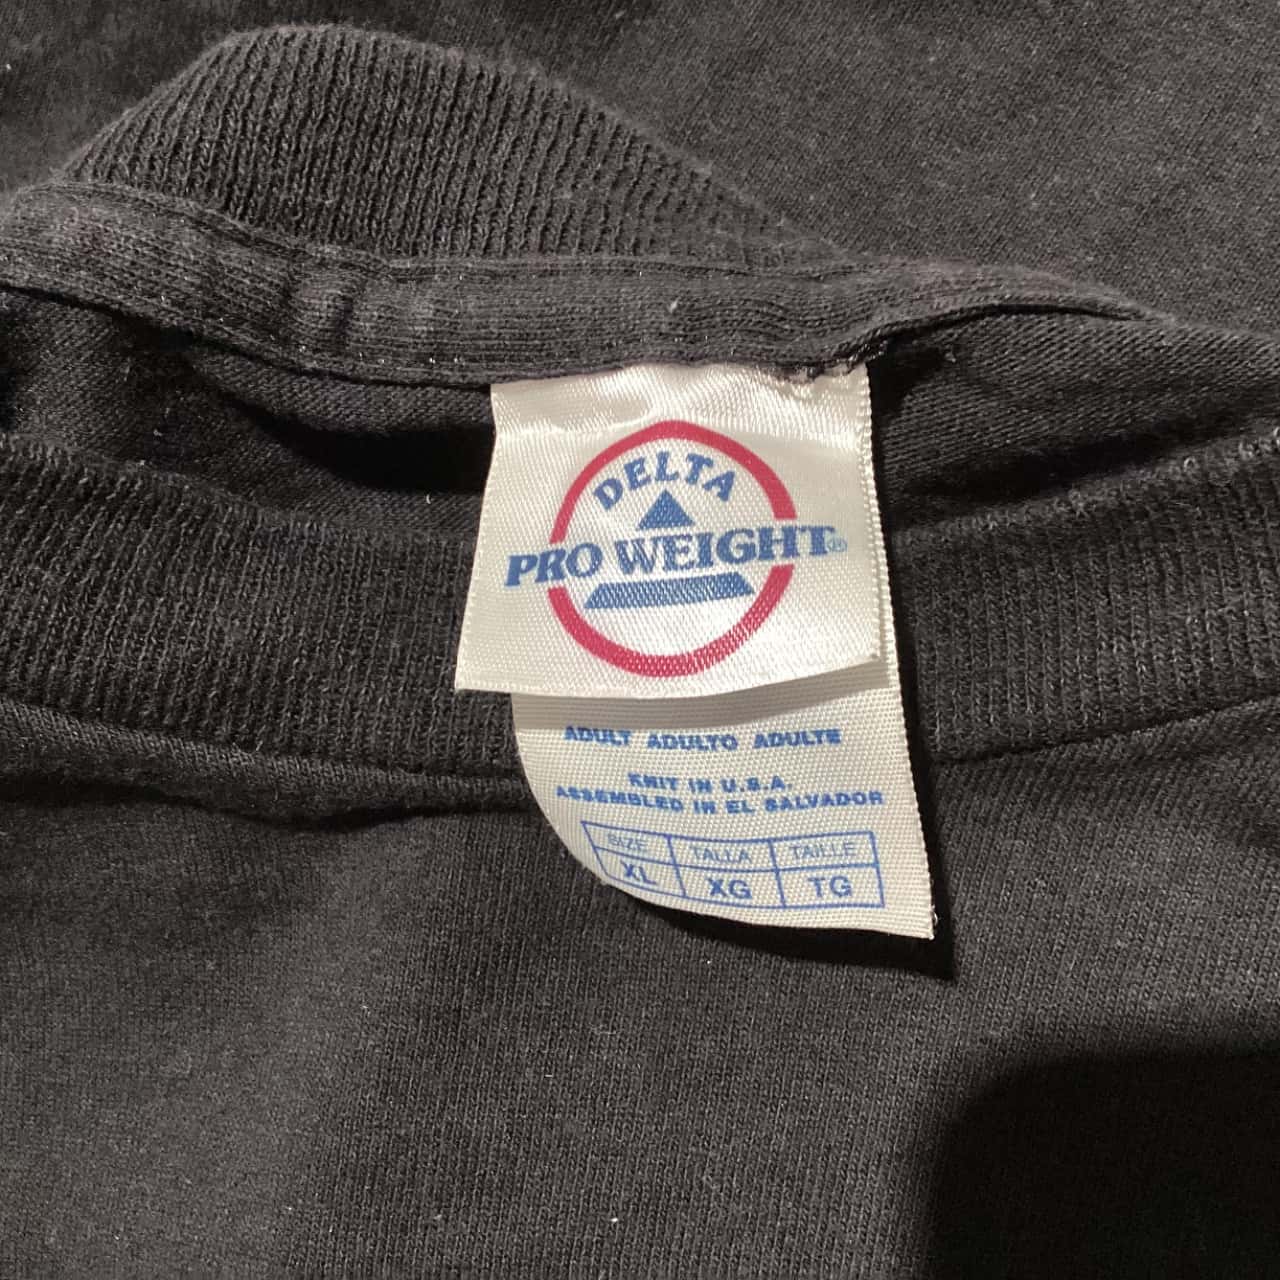 DELTA
PRO WEIGHT®
ADULT ADULTO ADULTE
KNIT IN U.S.A.
ASSEMBLED IN EL SALVADOR
SIZE TALLA TAILLE
XL XG TG